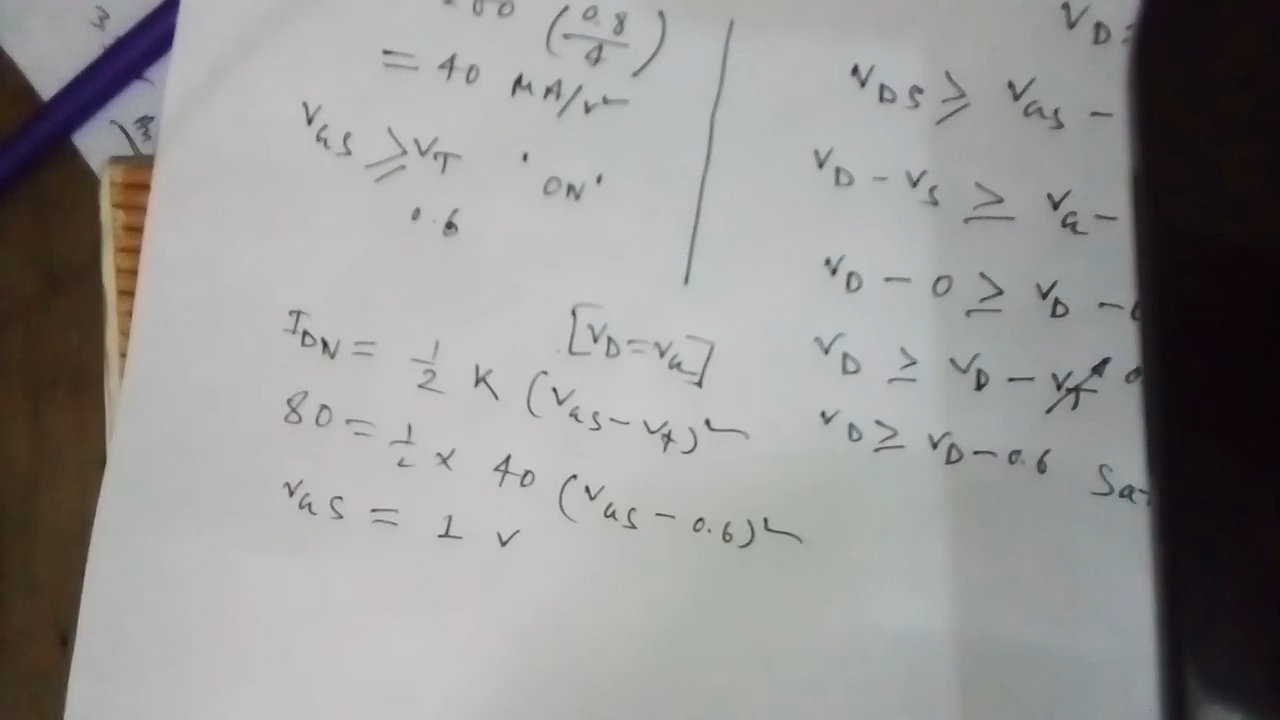 (0.8/4)
= 40 μA/v²
VGS ≥ VT 'ON'
0.6
IDN = 1/2 K (VGS - VT)² [VD = VG]
80 = 1/2 × 40 (VGS - 0.6)²
VGS = 1 V
VD =
VDS ≥ VGS -
VD - VS ≥ VG -
VD - 0 ≥ VD -
VD ≥ VD - VT
VD ≥ VD - 0.6